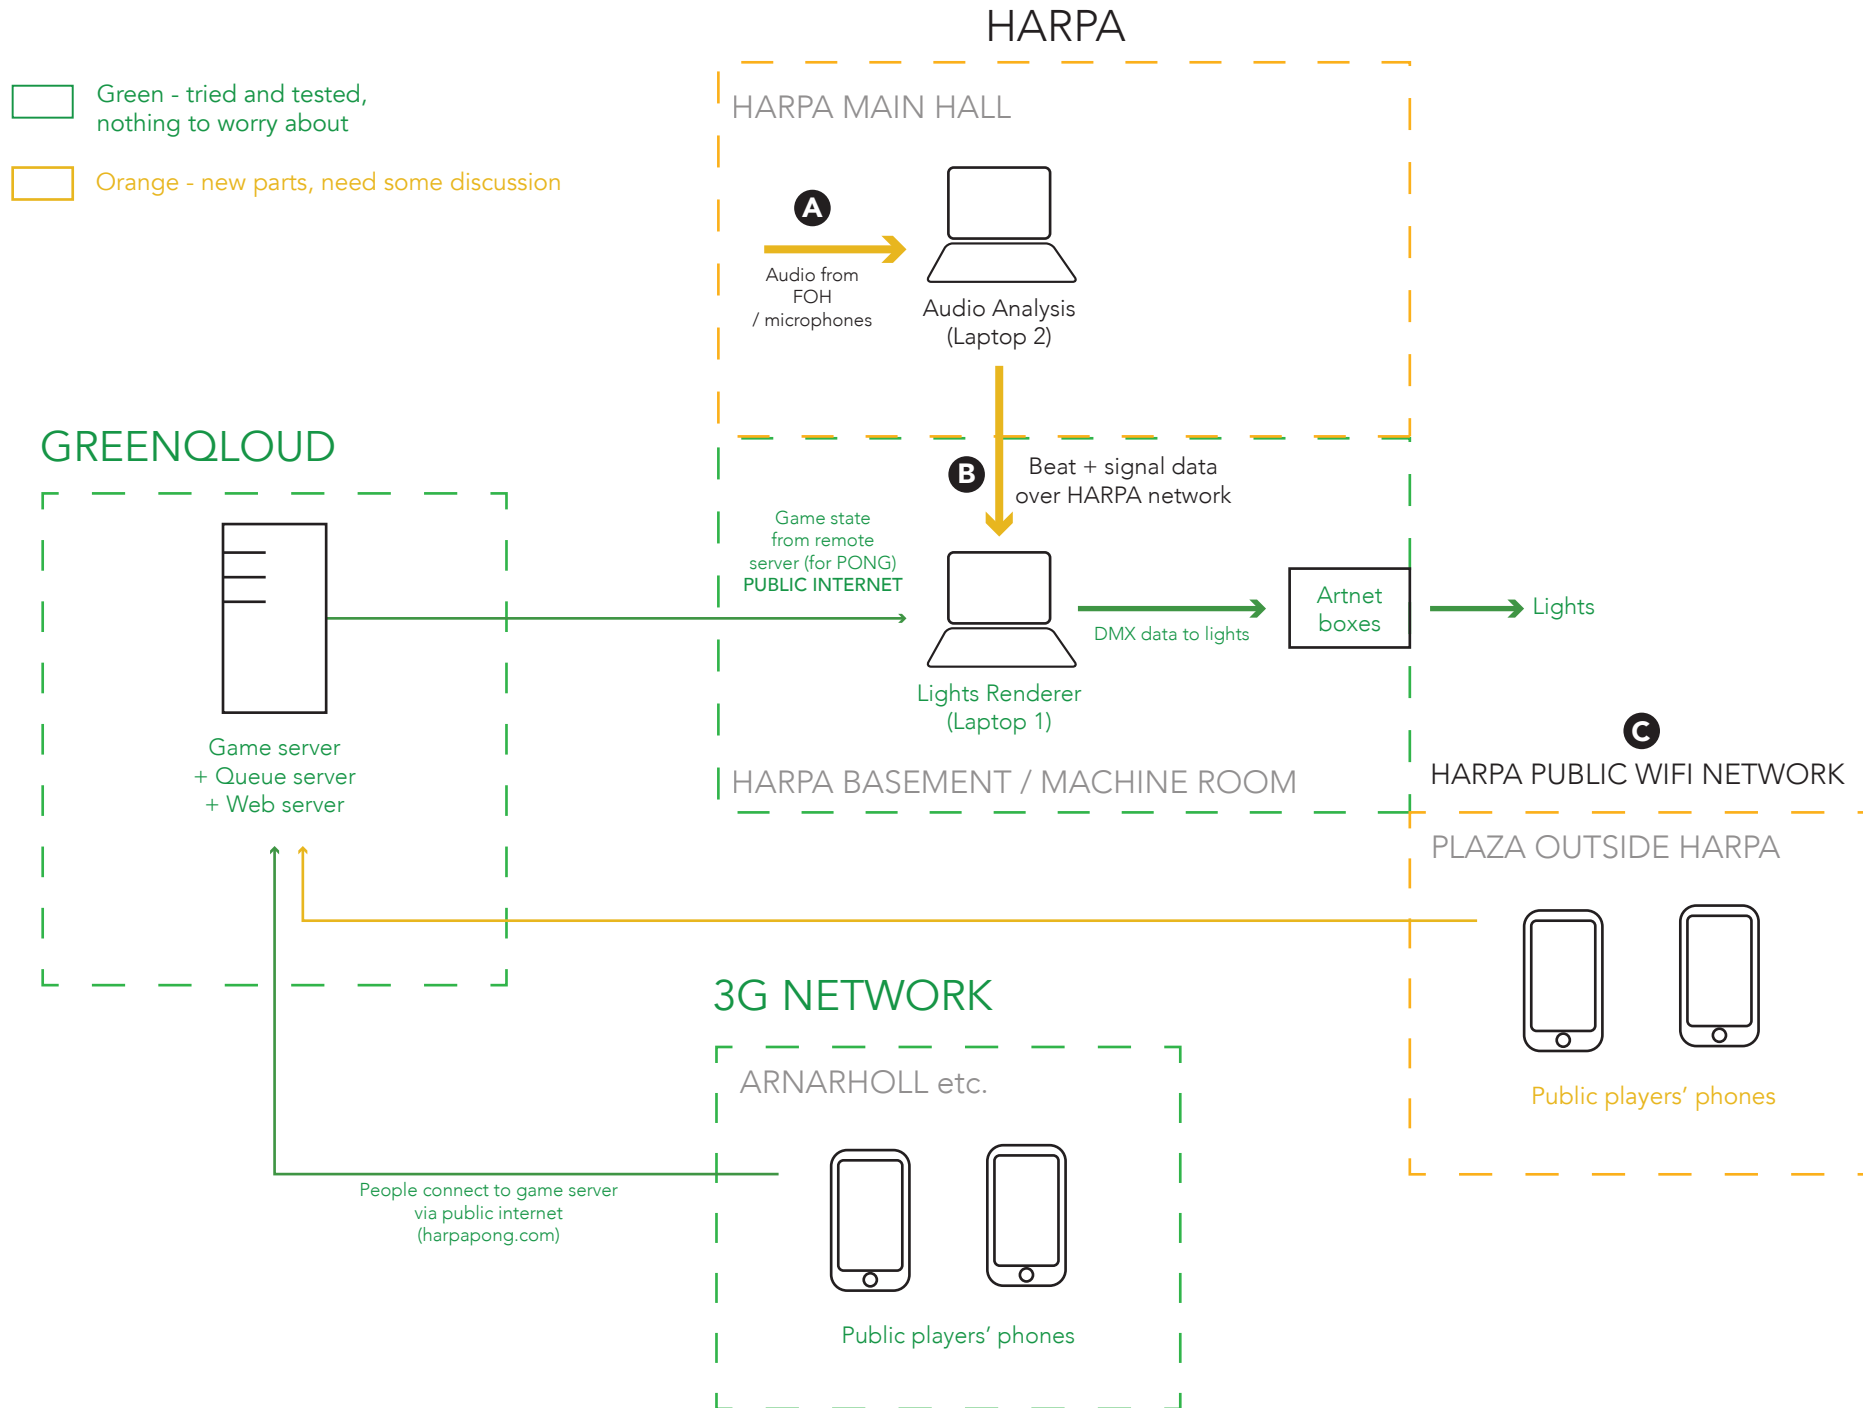 HARPA
Green - tried and tested,
nothing to worry about
Orange - new parts, need some discussion
HARPA MAIN HALL
A
Audio from
FOH
/ microphones
Audio Analysis
(Laptop 2)
GREENQLOUD
B
Beat + signal data
over HARPA network
Game state
from remote
server (for PONG)
PUBLIC INTERNET
Artnet
boxes
Lights
DMX data to lights
Lights Renderer
(Laptop 1)
Game server
+ Queue server
+ Web server
HARPA BASEMENT / MACHINE ROOM
C
HARPA PUBLIC WIFI NETWORK
PLAZA OUTSIDE HARPA
Public players' phones
3G NETWORK
ARNARHOLL etc.
People connect to game server
via public internet
(harpapong.com)
Public players' phones